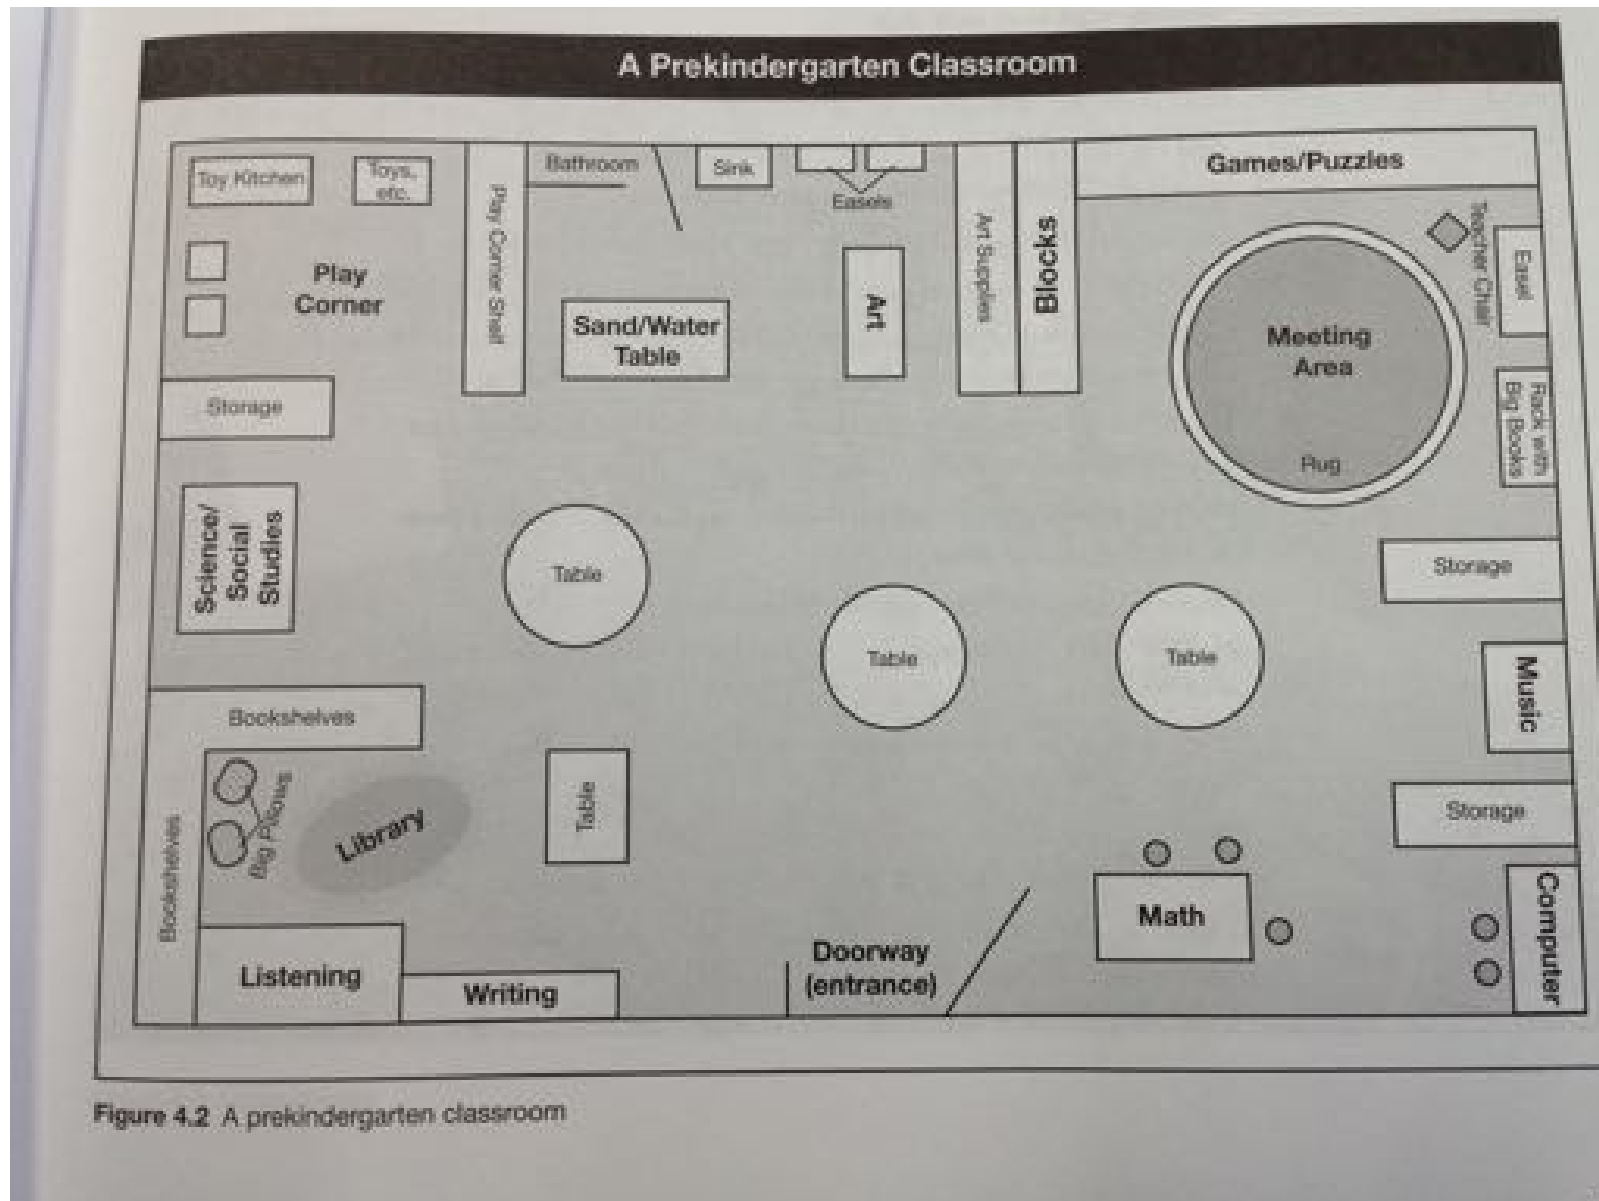 A Prekindergarten Classroom
Toy Kitchen
Toys,
etc.
Play
Corner
Play Corner Shelf
Bathroom
Sink
Easels
Sand/Water
Table
Art
Art Supplies
Blocks
Games/Puzzles
Teacher Chair
Easel
Meeting
Area
Rug
Rack with
Big Books
Storage
Science/
Social
Studies
Table
Table
Table
Storage
Music
Bookshelves
Bookshelves
Big Pillows
Library
Table
Storage
Math
Computer
Listening
Writing
Doorway
(entrance)
Figure 4.2 A prekindergarten classroom